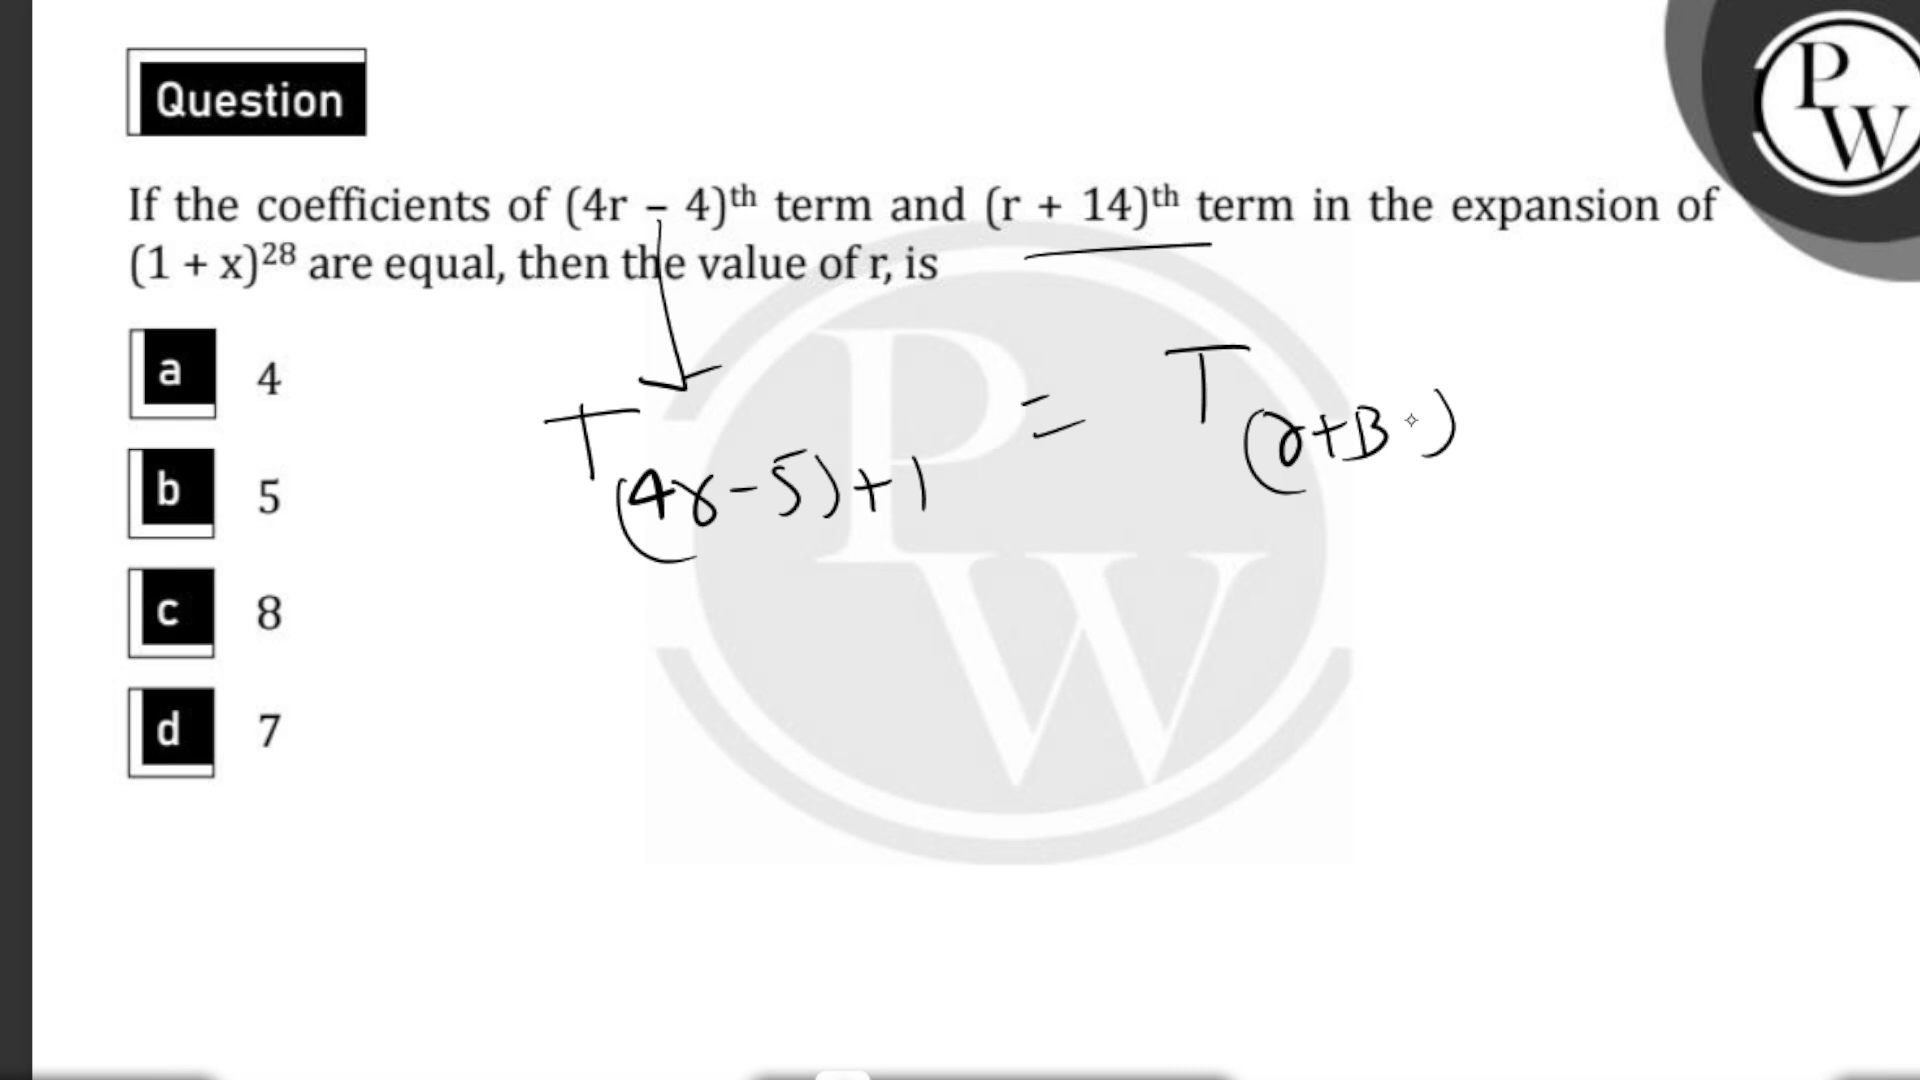 Question
P
W
If the coefficients of (4r – 4)th term and (r + 14)th term in the expansion of
(1 + x)28 are equal, then the value of r, is
a 4
b 5
c 8
d 7
T(4r-5)+1 = T(r+13)
P
W